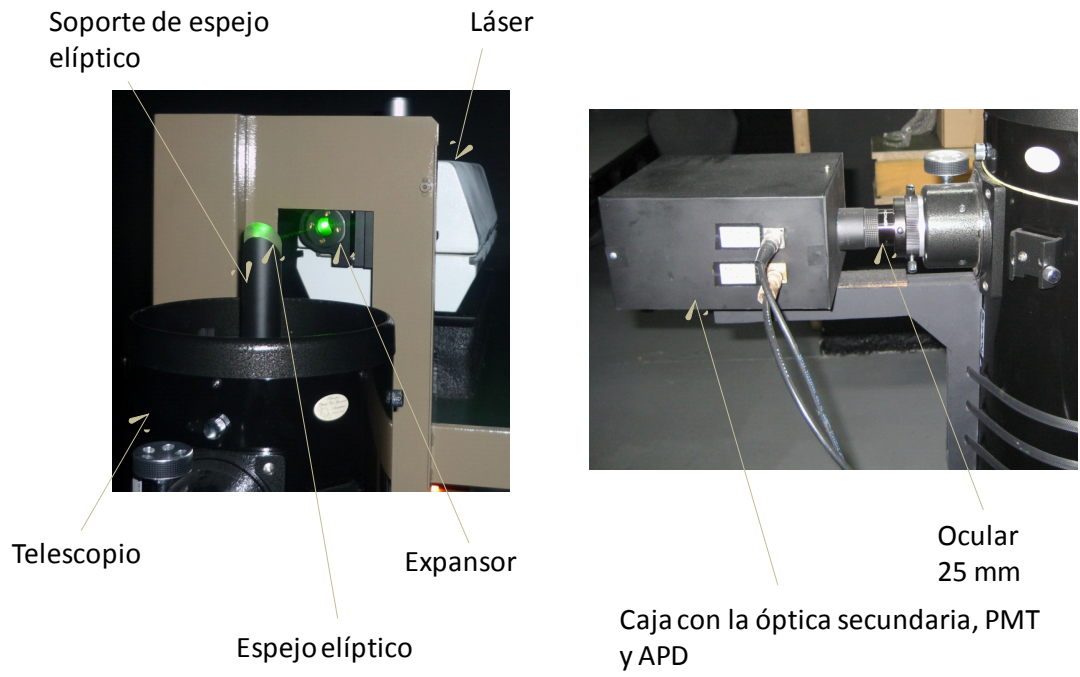 Soporte de espejo
elíptico
Láser
Telescopio
Expansor
Espejo elíptico
Ocular
25 mm
Caja con la óptica secundaria, PMT
y APD